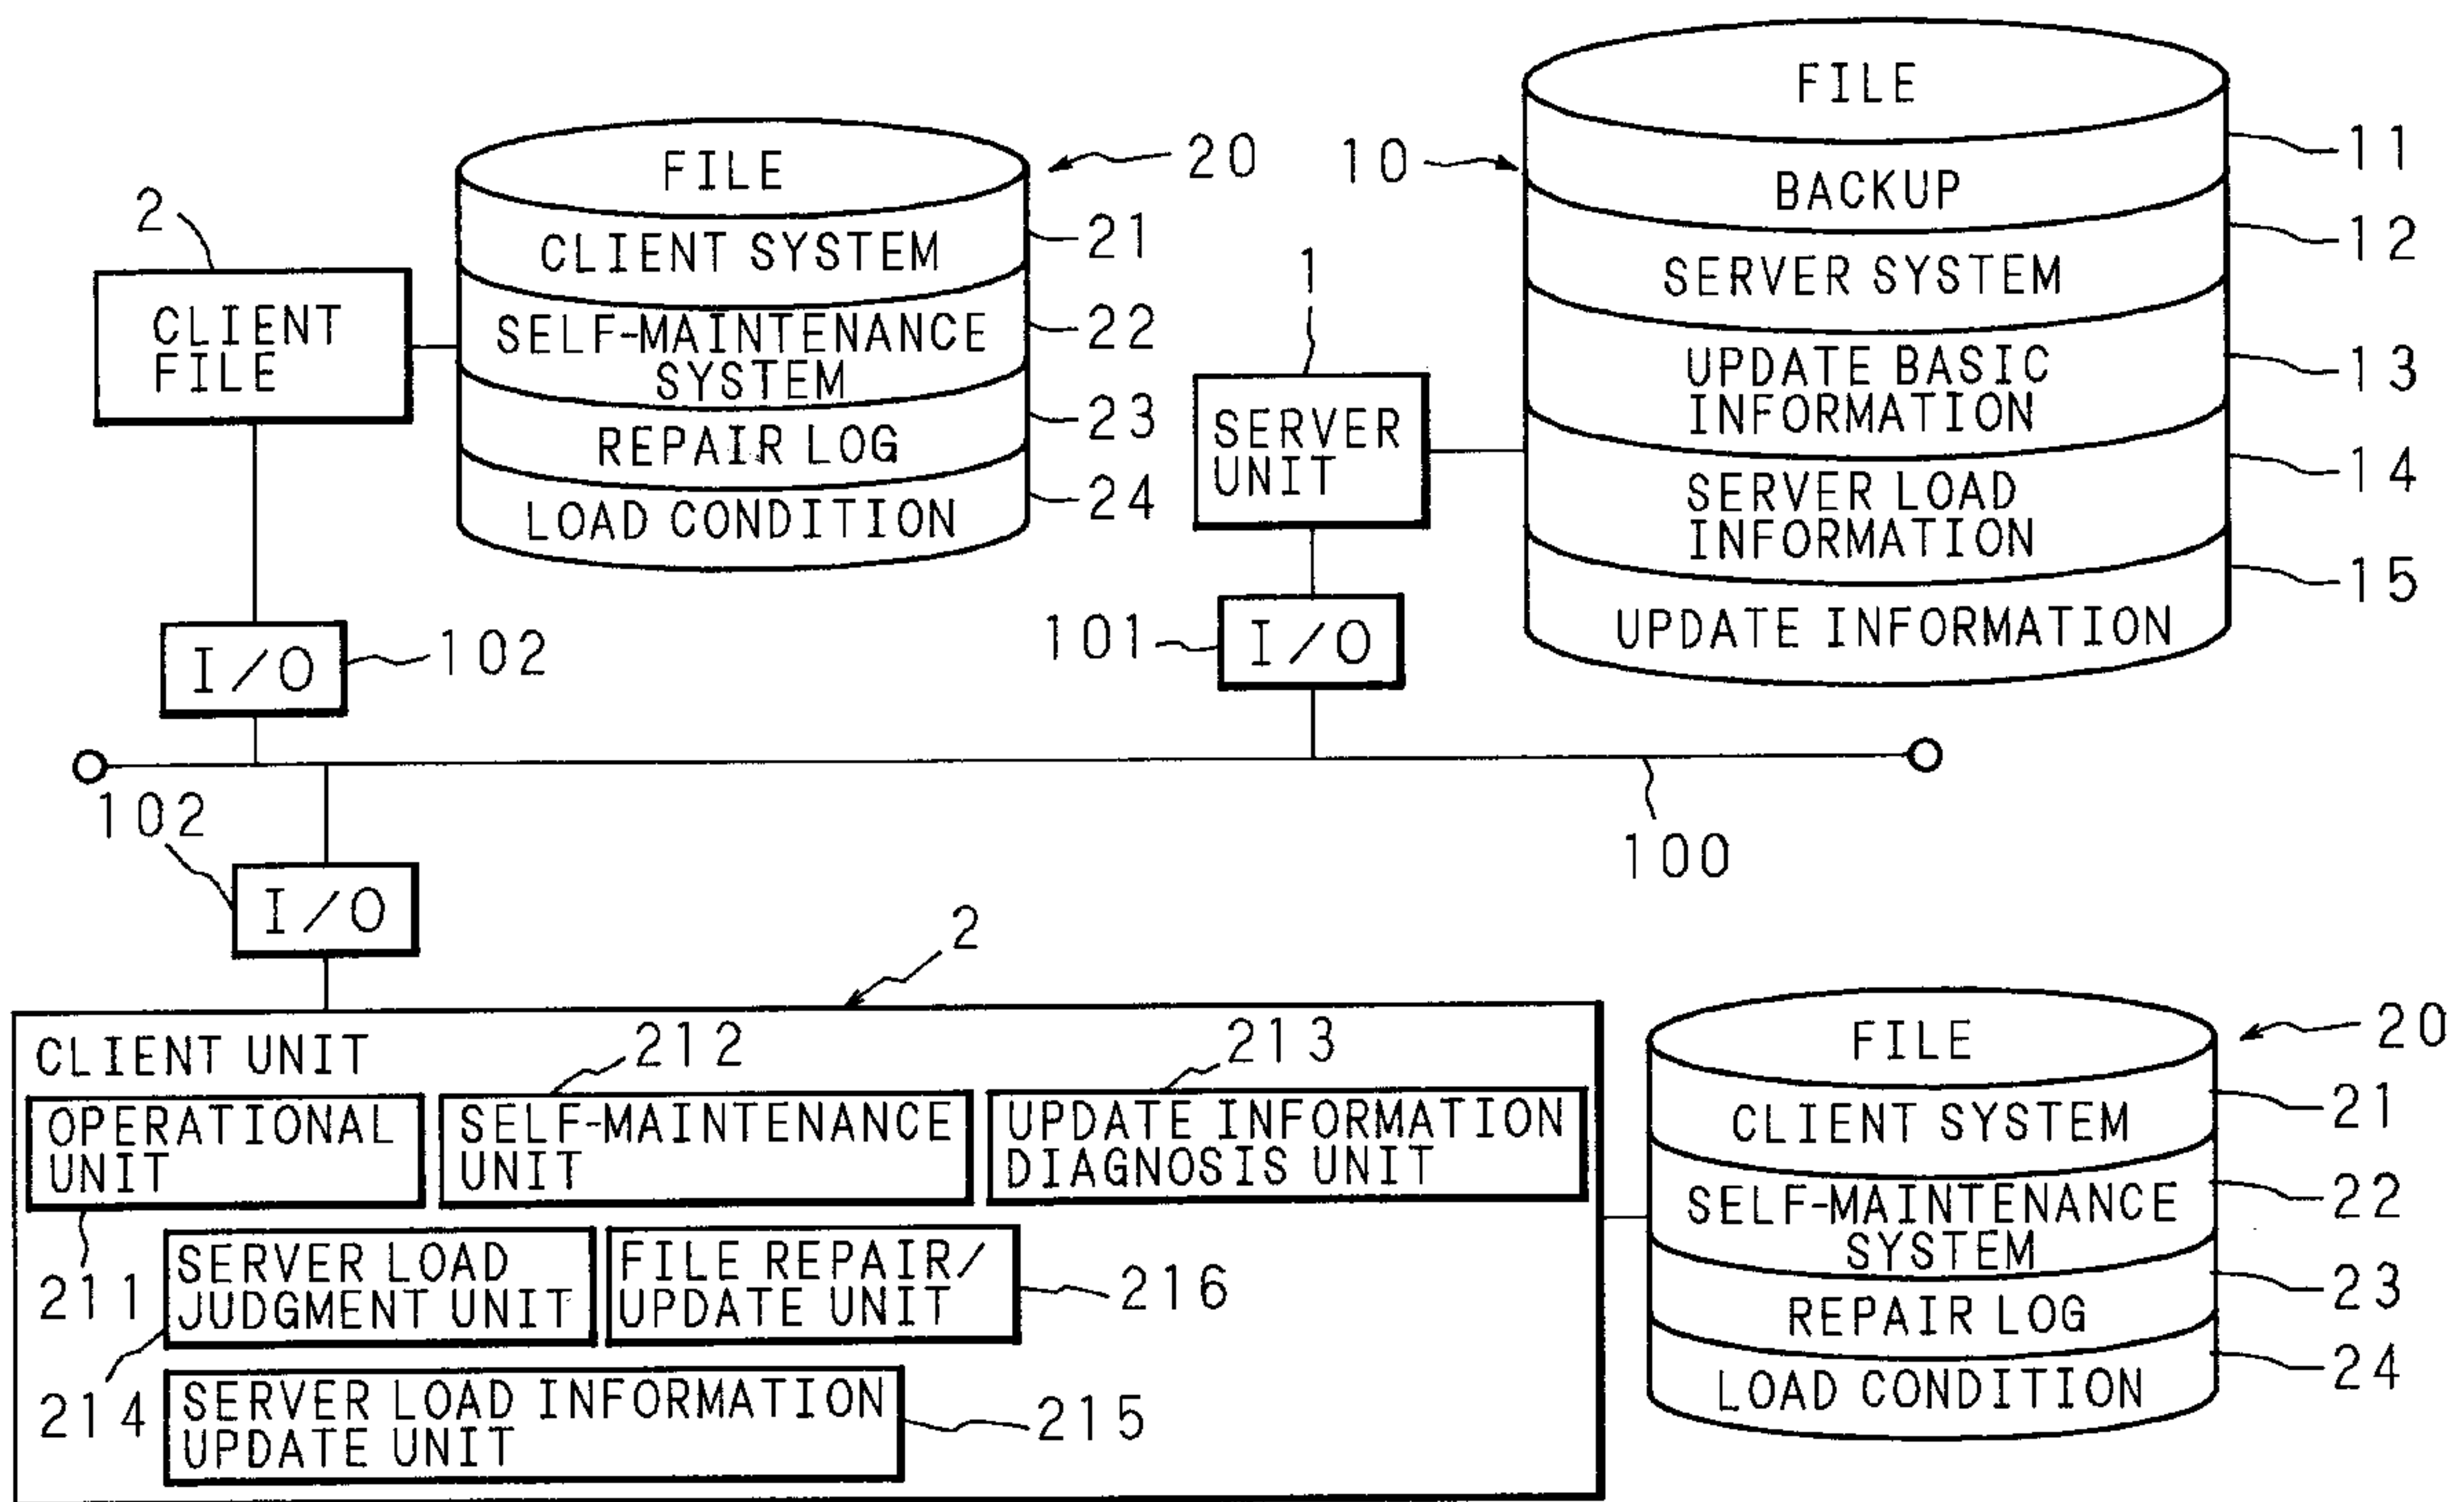 FILE
11
FILE
20
10
BACKUP
2
12
CLIENT SYSTEM
21
SERVER SYSTEM
1
CLIENT
FILE
SELF-MAINTENANCE
SYSTEM
22
UPDATE BASIC
INFORMATION
13
SERVER
UNIT
REPAIR LOG
23
14
SERVER LOAD
INFORMATION
LOAD CONDITION
24
15
I/O
102
101
I/O
UPDATE INFORMATION
102
100
I/O
2
CLIENT UNIT
212
213
FILE
20
OPERATIONAL
UNIT
SELF-MAINTENANCE
UNIT
UPDATE INFORMATION
DIAGNOSIS UNIT
CLIENT SYSTEM
21
SELF-MAINTENANCE
SYSTEM
22
211
SERVER LOAD
JUDGMENT UNIT
FILE REPAIR/
UPDATE UNIT
216
REPAIR LOG
23
214
SERVER LOAD INFORMATION
UPDATE UNIT
215
LOAD CONDITION
24